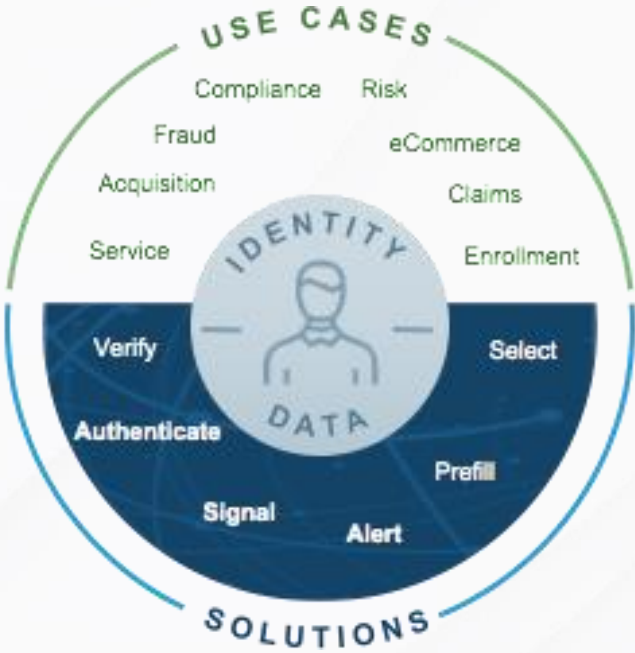 USE CASES
Compliance
Risk
Fraud
eCommerce
Acquisition
Claims
Service
Enrollment
IDENTITY
DATA
Verify
Select
Authenticate
Prefill
Signal
Alert
SOLUTIONS